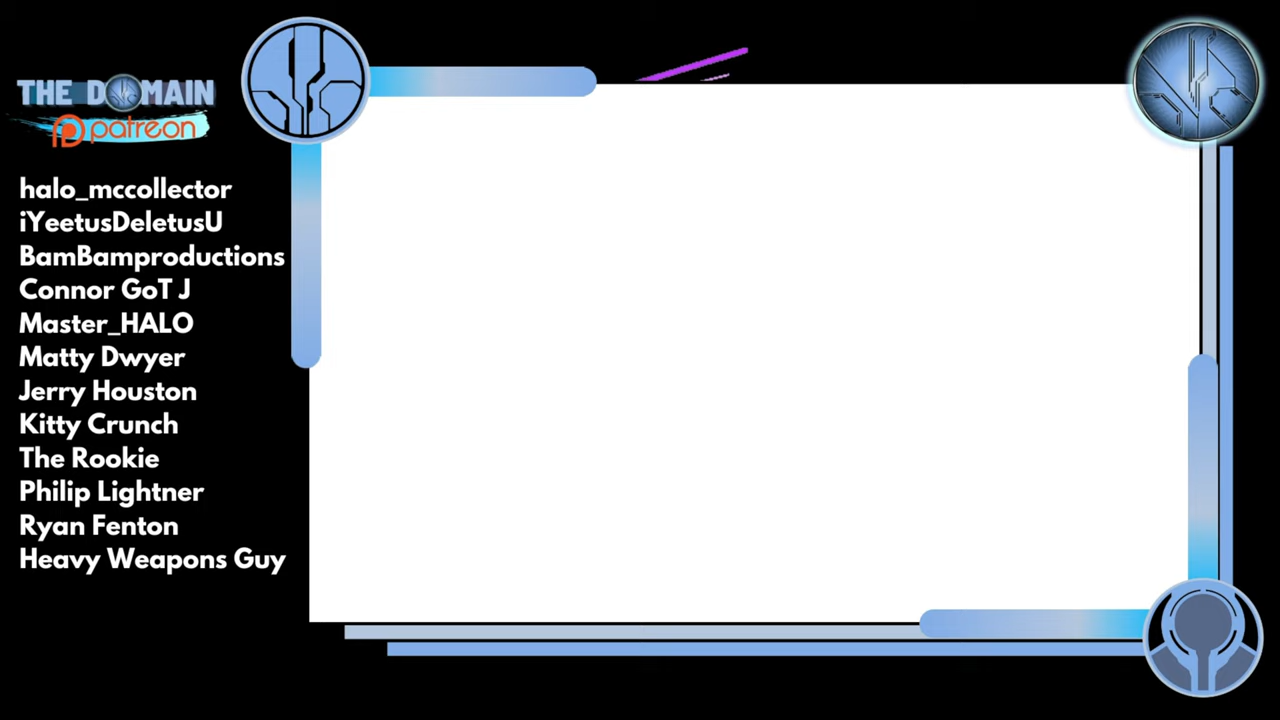 THE DOMAIN
patreon
halo_mccollector
iYeetusDeletusU
BamBamproductions
Connor GoT J
Master_HALO
Matty Dwyer
Jerry Houston
Kitty Crunch
The Rookie
Philip Lightner
Ryan Fenton
Heavy Weapons Guy